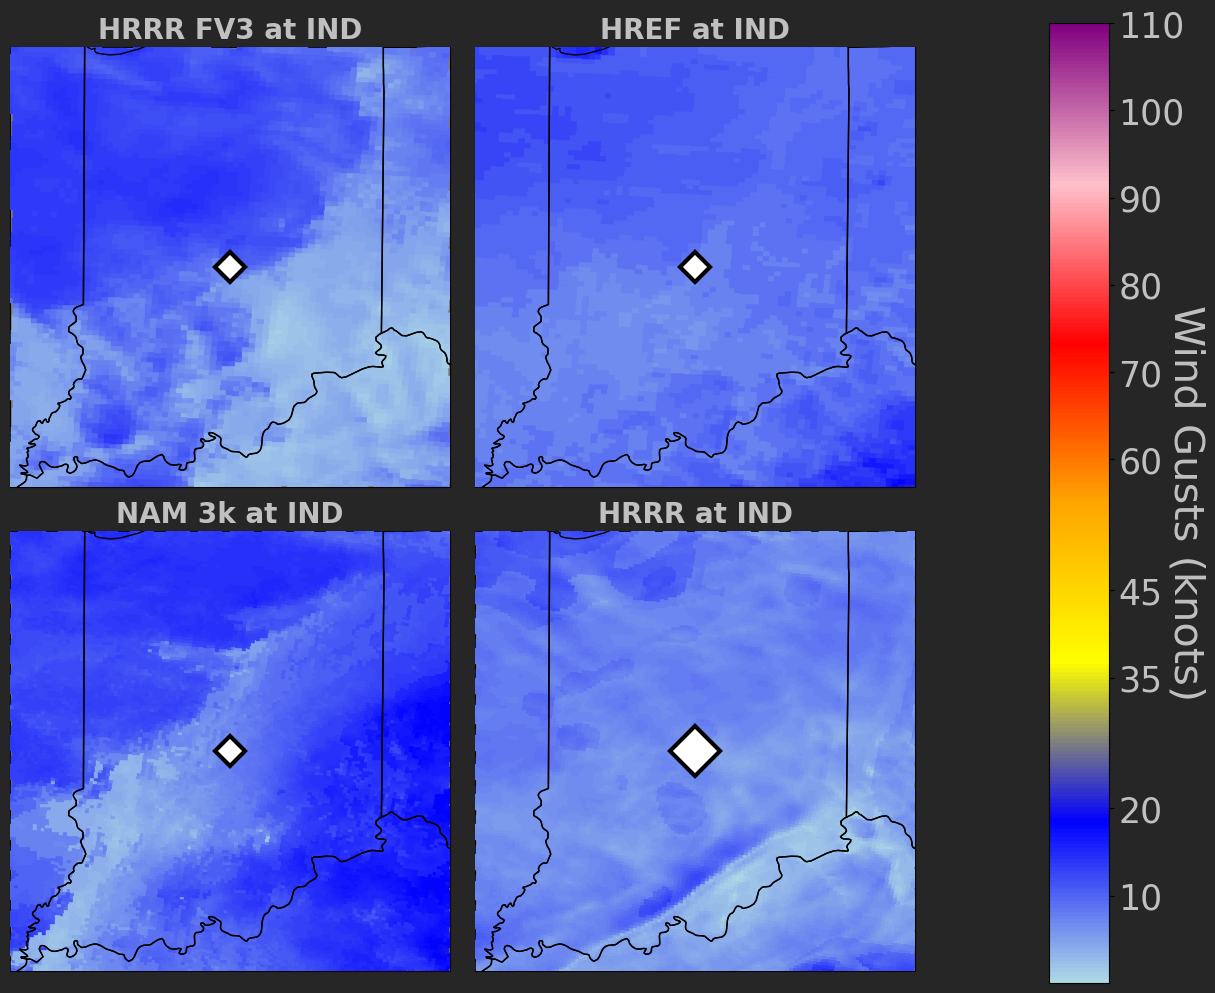 HRRR FV3 at IND
HREF at IND
NAM 3k at IND
HRRR at IND
110
100
90
80
70
60
45
35
20
10
Wind Gusts (knots)